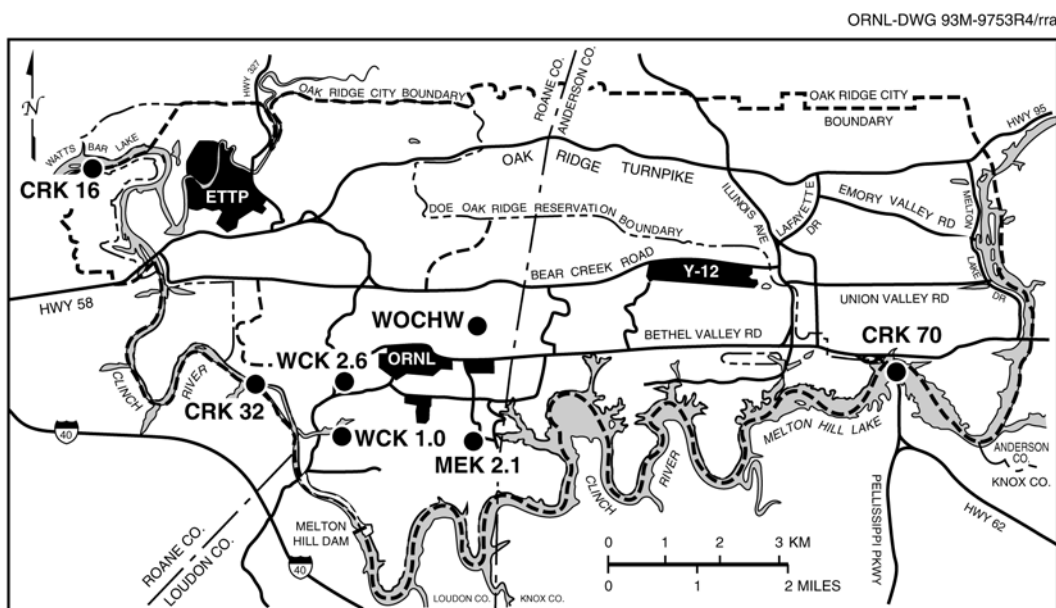 ORNL-DWG 93M-9753R4/rra
N
HWY 327
OAK RIDGE CITY BOUNDARY
ROANE CO.
ANDERSON CO.
OAK RIDGE CITY
BOUNDARY
HWY 95
WATTS BAR LAKE
CRK 16
ETTP
OAK RIDGE TURNPIKE
ILLINOIS AVE
LAFAYETTE
DR
EMORY VALLEY RD
MELTON
LAKE
DR
DOE OAK RIDGE RESERVATION BOUNDARY
BEAR CREEK ROAD
Y-12
HWY 58
UNION VALLEY RD
WOCHW
BETHEL VALLEY RD
CRK 70
WCK 2.6
ORNL
CLINCH
RIVER
CRK 32
40
WCK 1.0
MEK 2.1
MELTON HILL LAKE
ANDERSON
CO.
KNOX CO.
CLINCH
RIVER
PELLISSIPPI PKWY
HWY 62
MELTON
HILL DAM
ROANE CO.
LOUDON CO.
40
0 1 2 3 KM
0 1 2 MILES
LOUDON CO.
KNOX CO.